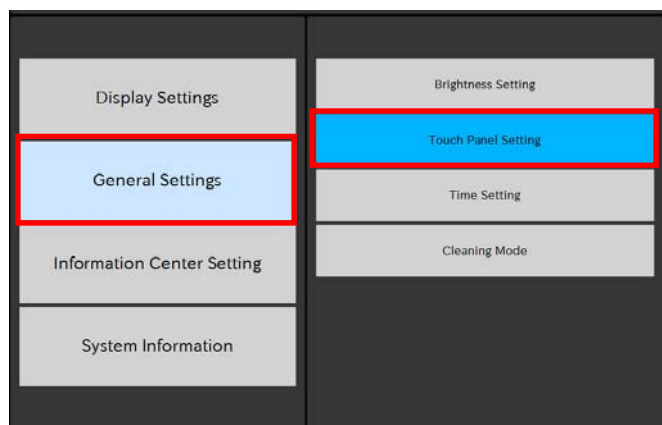 Display Settings
General Settings
Information Center Setting
System Information
Brightness Setting
Touch Panel Setting
Time Setting
Cleaning Mode